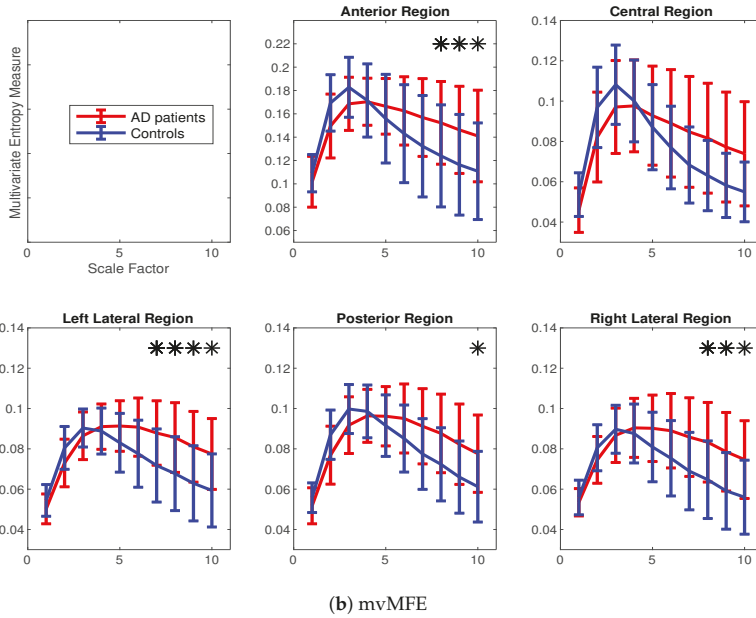 Multivariate Entropy Measure
AD patients
Controls
0 5 10
Scale Factor
Anterior Region
0.22
0.2
0.18
0.16
0.14
0.12
0.1
0.08
0.06
0 5 10
Central Region
0.14
0.12
0.1
0.08
0.06
0.04
0 5 10
Left Lateral Region
0.14
0.12
0.1
0.08
0.06
0.04
0 5 10
Posterior Region
0.14
0.12
0.1
0.08
0.06
0.04
0 5 10
Right Lateral Region
0.14
0.12
0.1
0.08
0.06
0.04
0 5 10
(b) mvMFE